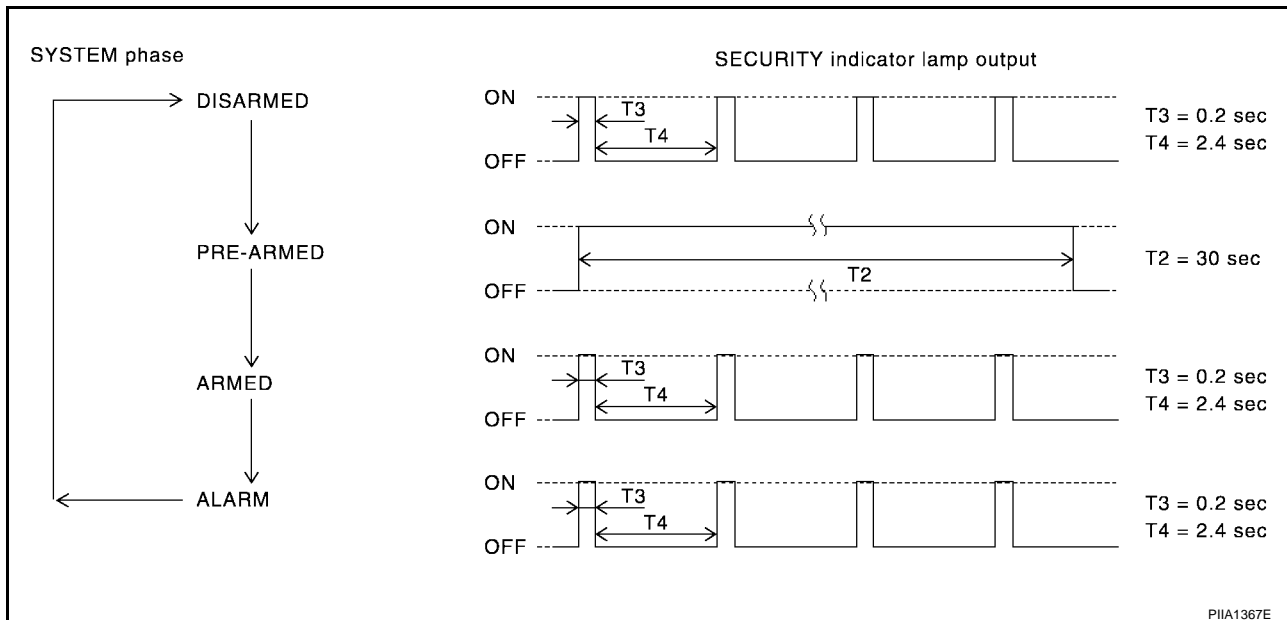 SYSTEM phase
SECURITY indicator lamp output
DISARMED
ON
OFF
T3
T4
T3 = 0.2 sec
T4 = 2.4 sec
PRE-ARMED
ON
OFF
T2
T2 = 30 sec
ARMED
ON
OFF
T3
T4
T3 = 0.2 sec
T4 = 2.4 sec
ALARM
ON
OFF
T3
T4
T3 = 0.2 sec
T4 = 2.4 sec
PIIA1367E